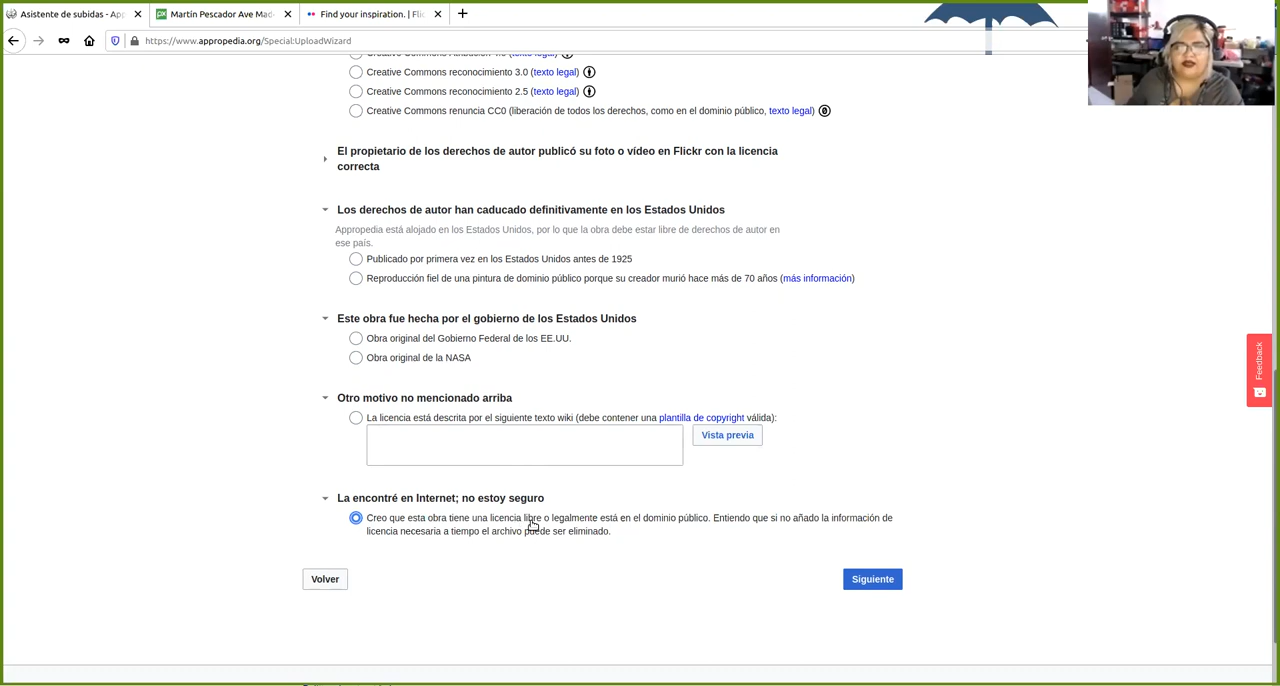 Asistente de subidas - App
Martín Pescador Ave Mad
Find your inspiration. | Flic
https://www.appropedia.org/Special:UploadWizard
Creative Commons reconocimiento 3.0 (texto legal)
Creative Commons reconocimiento 2.5 (texto legal)
Creative Commons renuncia CC0 (liberación de todos los derechos, como en el dominio público, texto legal)
El propietario de los derechos de autor publicó su foto o vídeo en Flickr con la licencia
correcta
Los derechos de autor han caducado definitivamente en los Estados Unidos
Appropedia está alojado en los Estados Unidos, por lo que la obra debe estar libre de derechos de autor en
ese país.
Publicado por primera vez en los Estados Unidos antes de 1925
Reproducción fiel de una pintura de dominio público porque su creador murió hace más de 70 años (más información)
Este obra fue hecha por el gobierno de los Estados Unidos
Obra original del Gobierno Federal de los EE.UU.
Obra original de la NASA
Otro motivo no mencionado arriba
La licencia está descrita por el siguiente texto wiki (debe contener una plantilla de copyright válida):
Vista previa
La encontré en Internet; no estoy seguro
Creo que esta obra tiene una licencia libre o legalmente está en el dominio público. Entiendo que si no añado la información de
licencia necesaria a tiempo el archivo puede ser eliminado.
Volver
Siguiente
Feedback